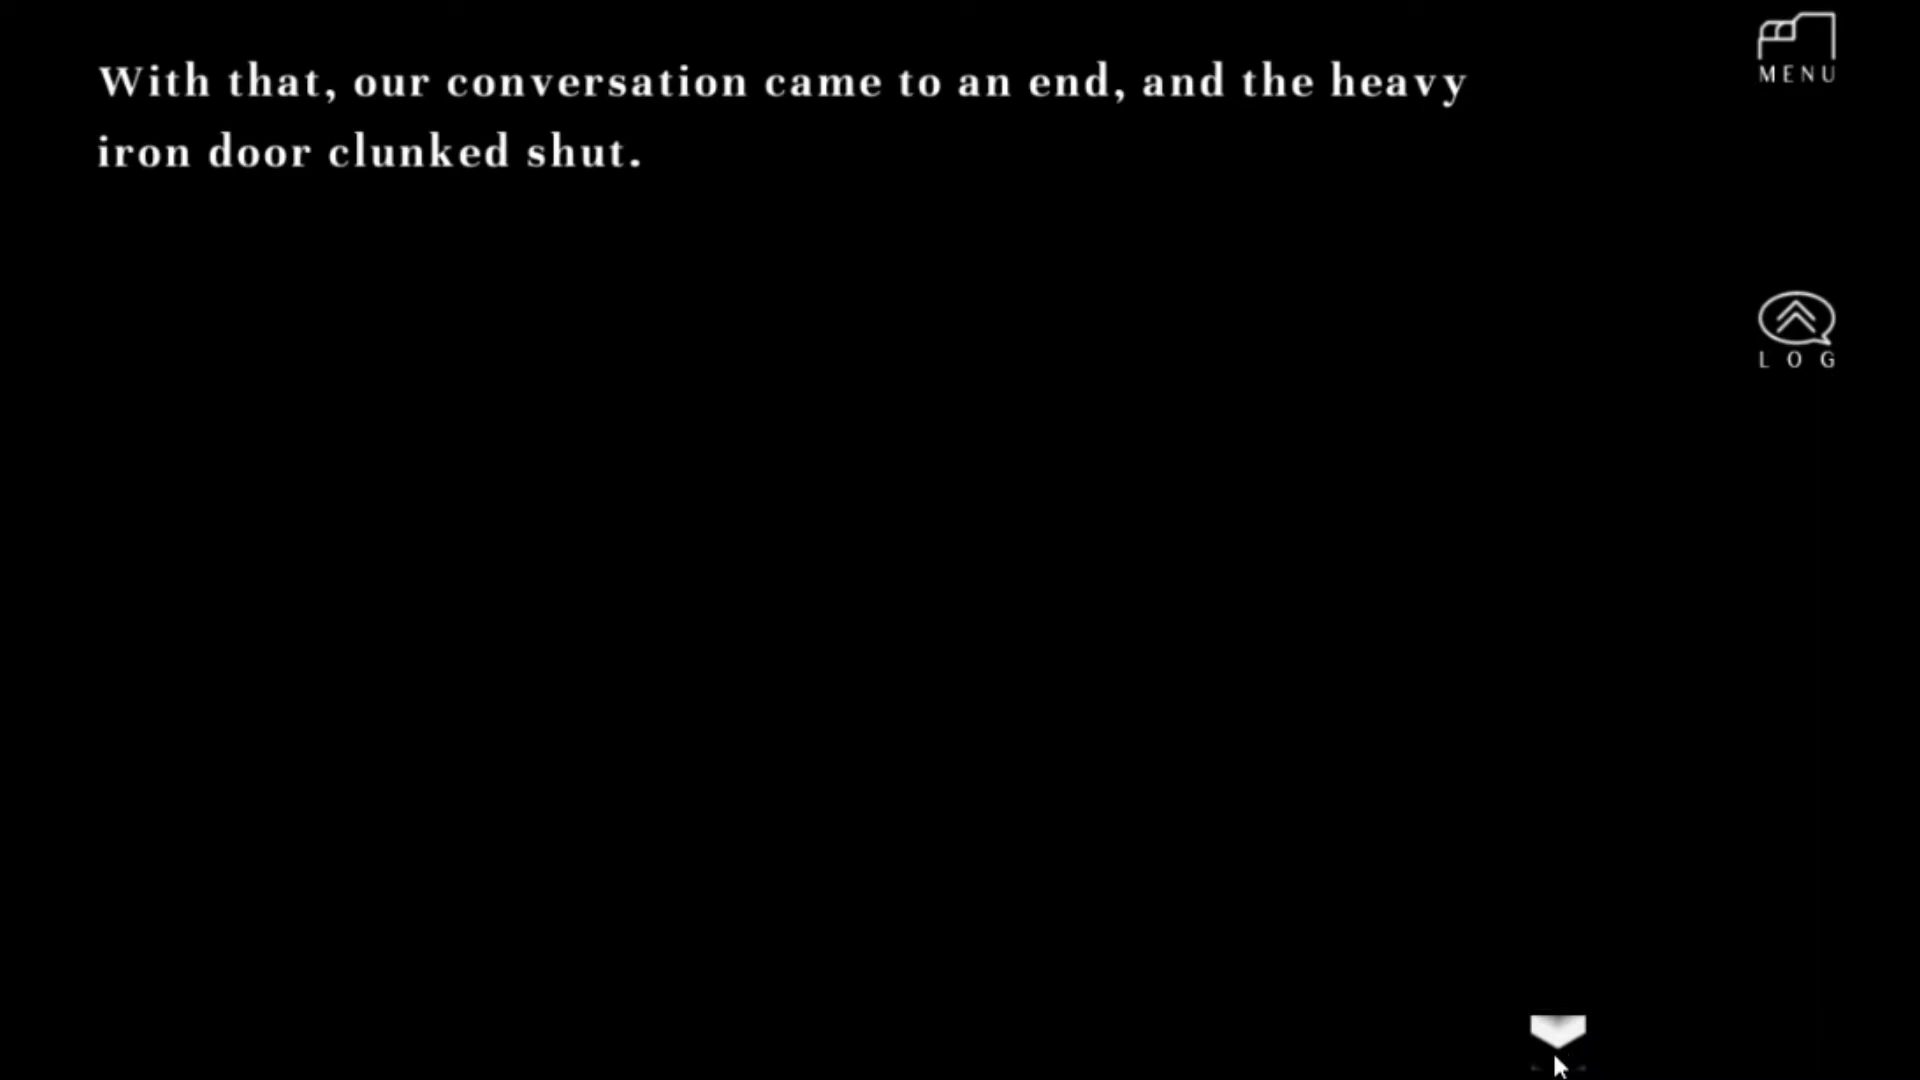 With that, our conversation came to an end, and the heavy
iron door clunked shut.
MENU
LOG